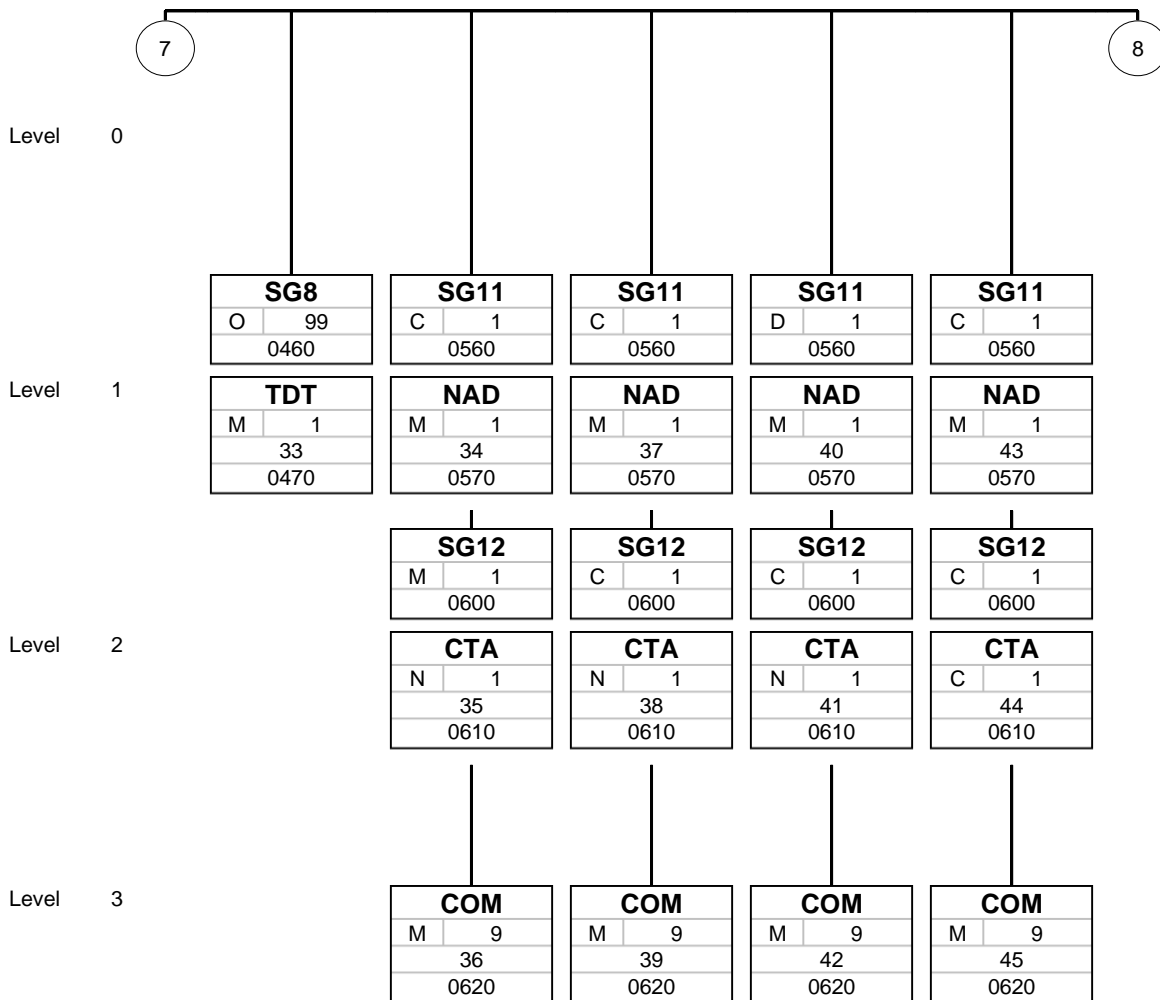 7 8
Level 0
SG8 SG11 SG11 SG11 SG11
O 99 C 1 C 1 D 1 C 1
0460 0560 0560 0560 0560
Level 1 TDT NAD NAD NAD NAD
M 1 M 1 M 1 M 1 M 1
33 34 37 40 43
0470 0570 0570 0570 0570
SG12 SG12 SG12 SG12
M 1 C 1 C 1 C 1
0600 0600 0600 0600
Level 2 CTA CTA CTA CTA
N 1 N 1 N 1 C 1
35 38 41 44
0610 0610 0610 0610
Level 3 COM COM COM COM
M 9 M 9 M 9 M 9
36 39 42 45
0620 0620 0620 0620